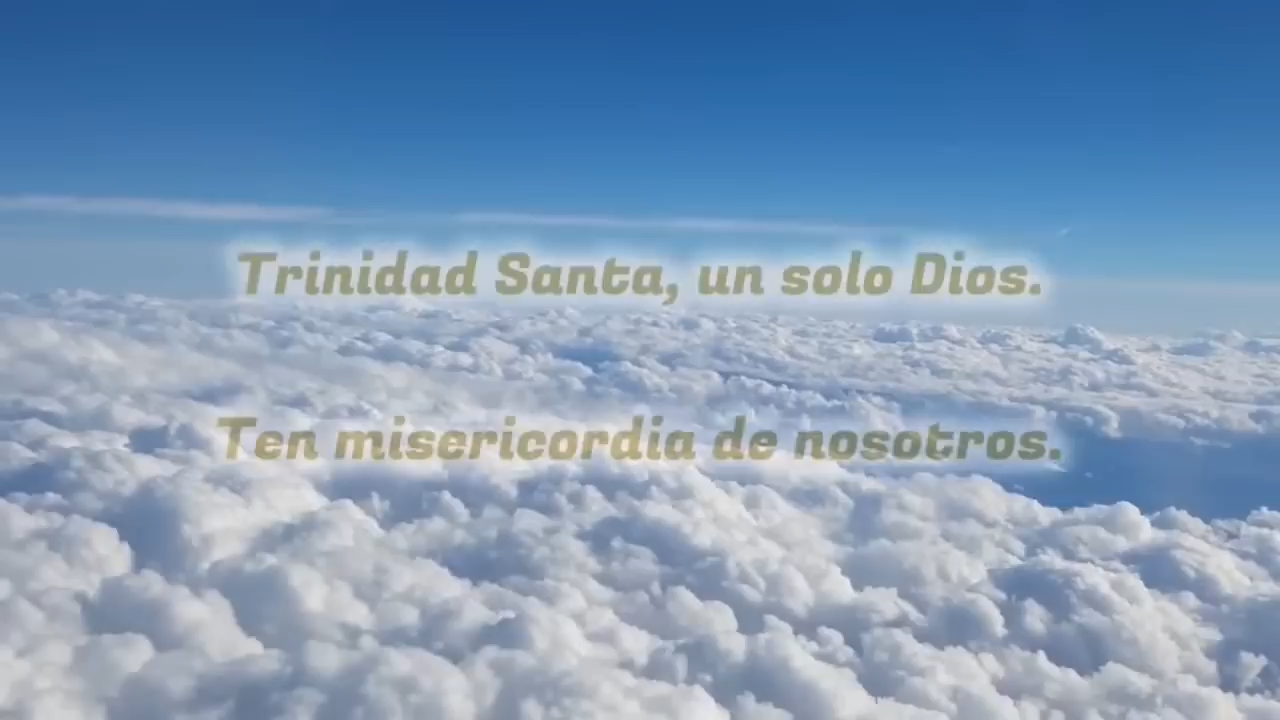 Trinidad Santa, un solo Dios.
Ten misericordia de nosotros.